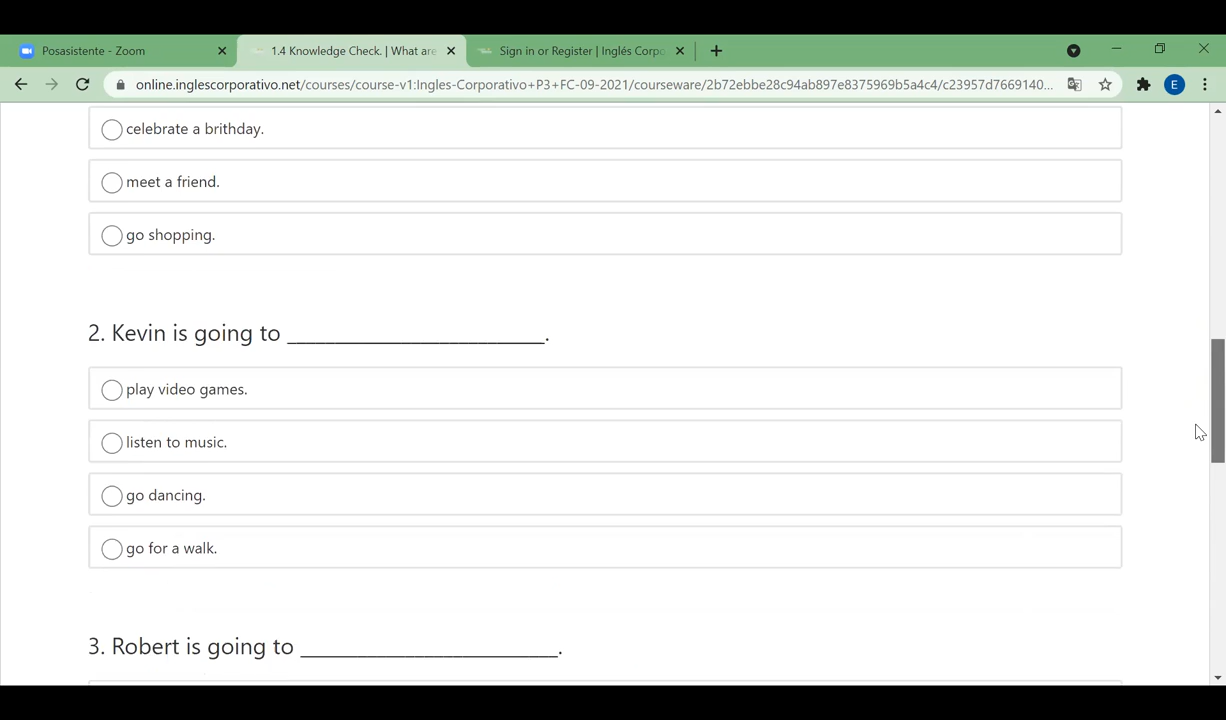 Posasistente - Zoom
1.4 Knowledge Check. | What are
Sign in or Register | Inglés Corpo
online.inglescorporativo.net/courses/course-v1:Ingles-Corporativo+P3+FC-09-2021/courseware/2b72ebbe28c94ab897e8375969b5a4c4/c23957d7669140...
E
celebrate a brithday.
meet a friend.
go shopping.
2. Kevin is going to __________________________.
play video games.
listen to music.
go dancing.
go for a walk.
3. Robert is going to __________________________.